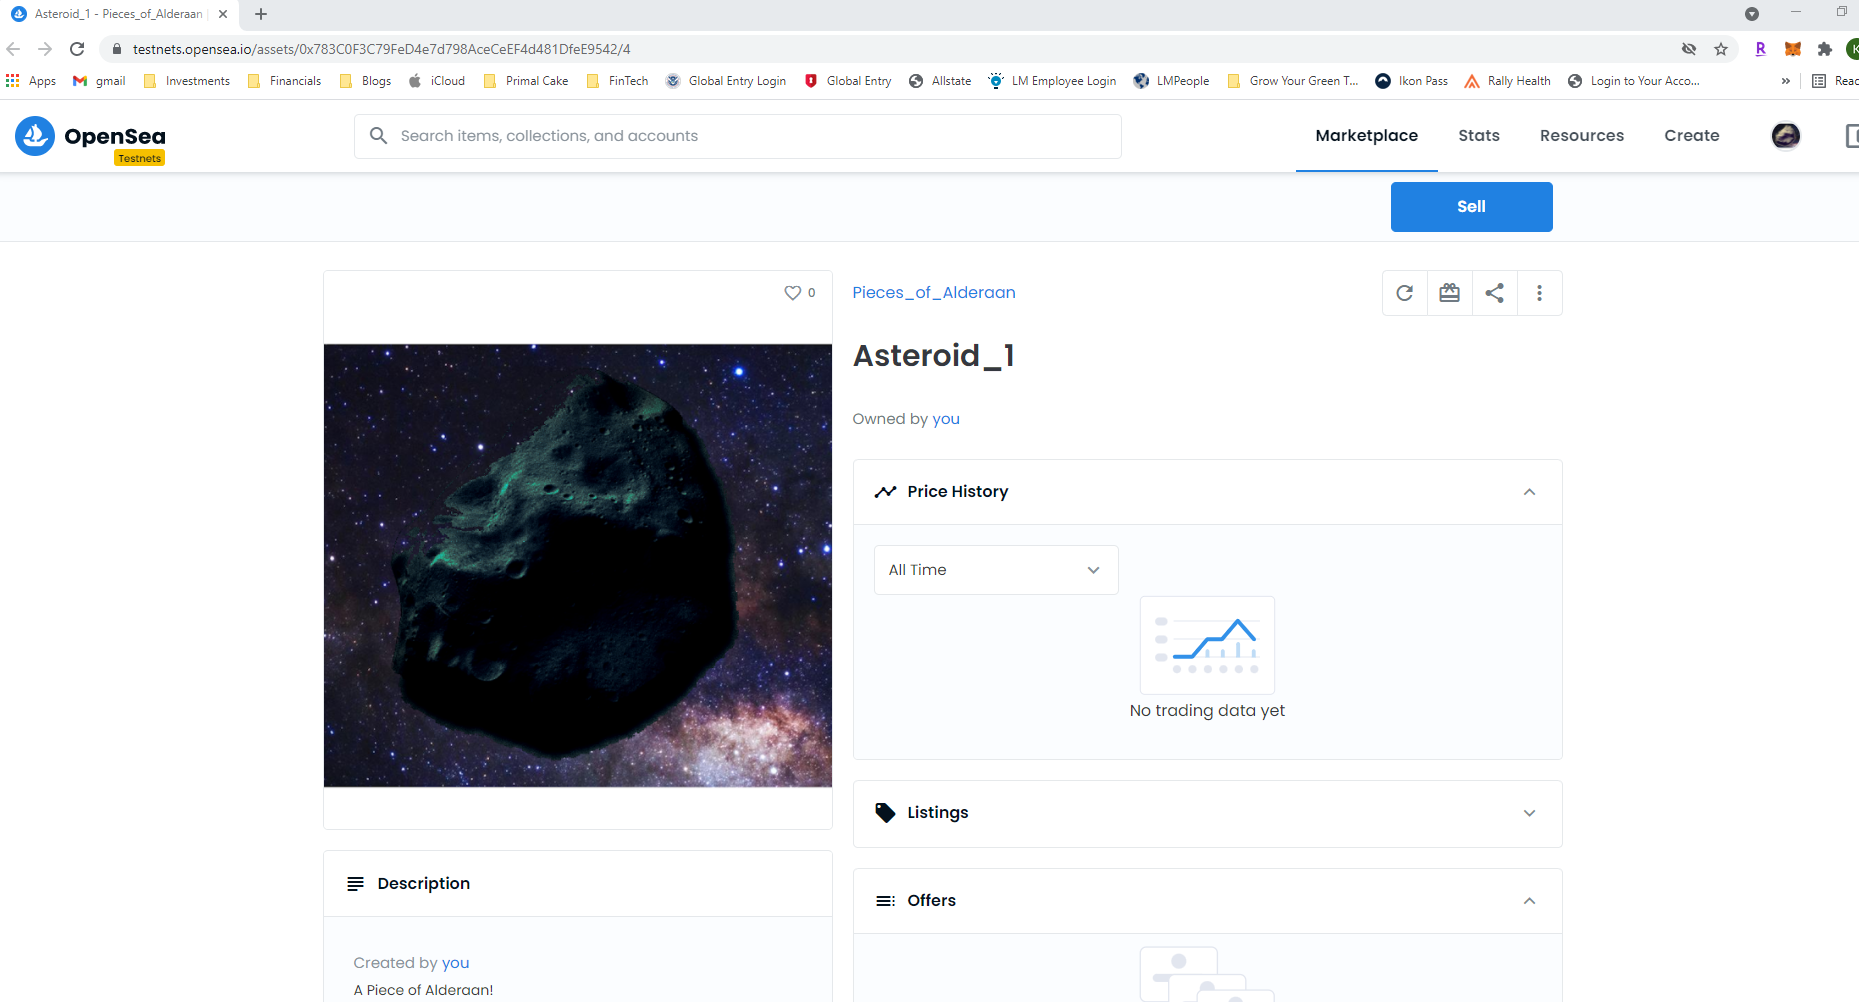 Asteroid_1 - Pieces_of_Alderaan
testnets.opensea.io/assets/0x783C0F3C79FeD4e7d798AceCeEF4d481DfeE9542/4
R
K
Apps gmail Investments Financials Blogs iCloud Primal Cake FinTech Global Entry Login Global Entry Allstate LM Employee Login LMPeople Grow Your Green T... Ikon Pass Rally Health Login to Your Acco... »
OpenSea
Testnets
Search items, collections, and accounts
Marketplace Stats Resources Create
Sell
0
Pieces_of_Alderaan
Asteroid_1
Owned by you
Price History
All Time
No trading data yet
Listings
Offers
Description
Created by you
A Piece of Alderaan!